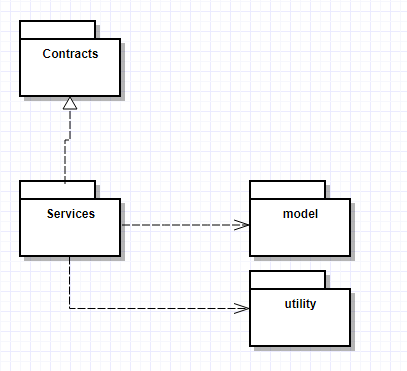 Contracts
Services
model
utility